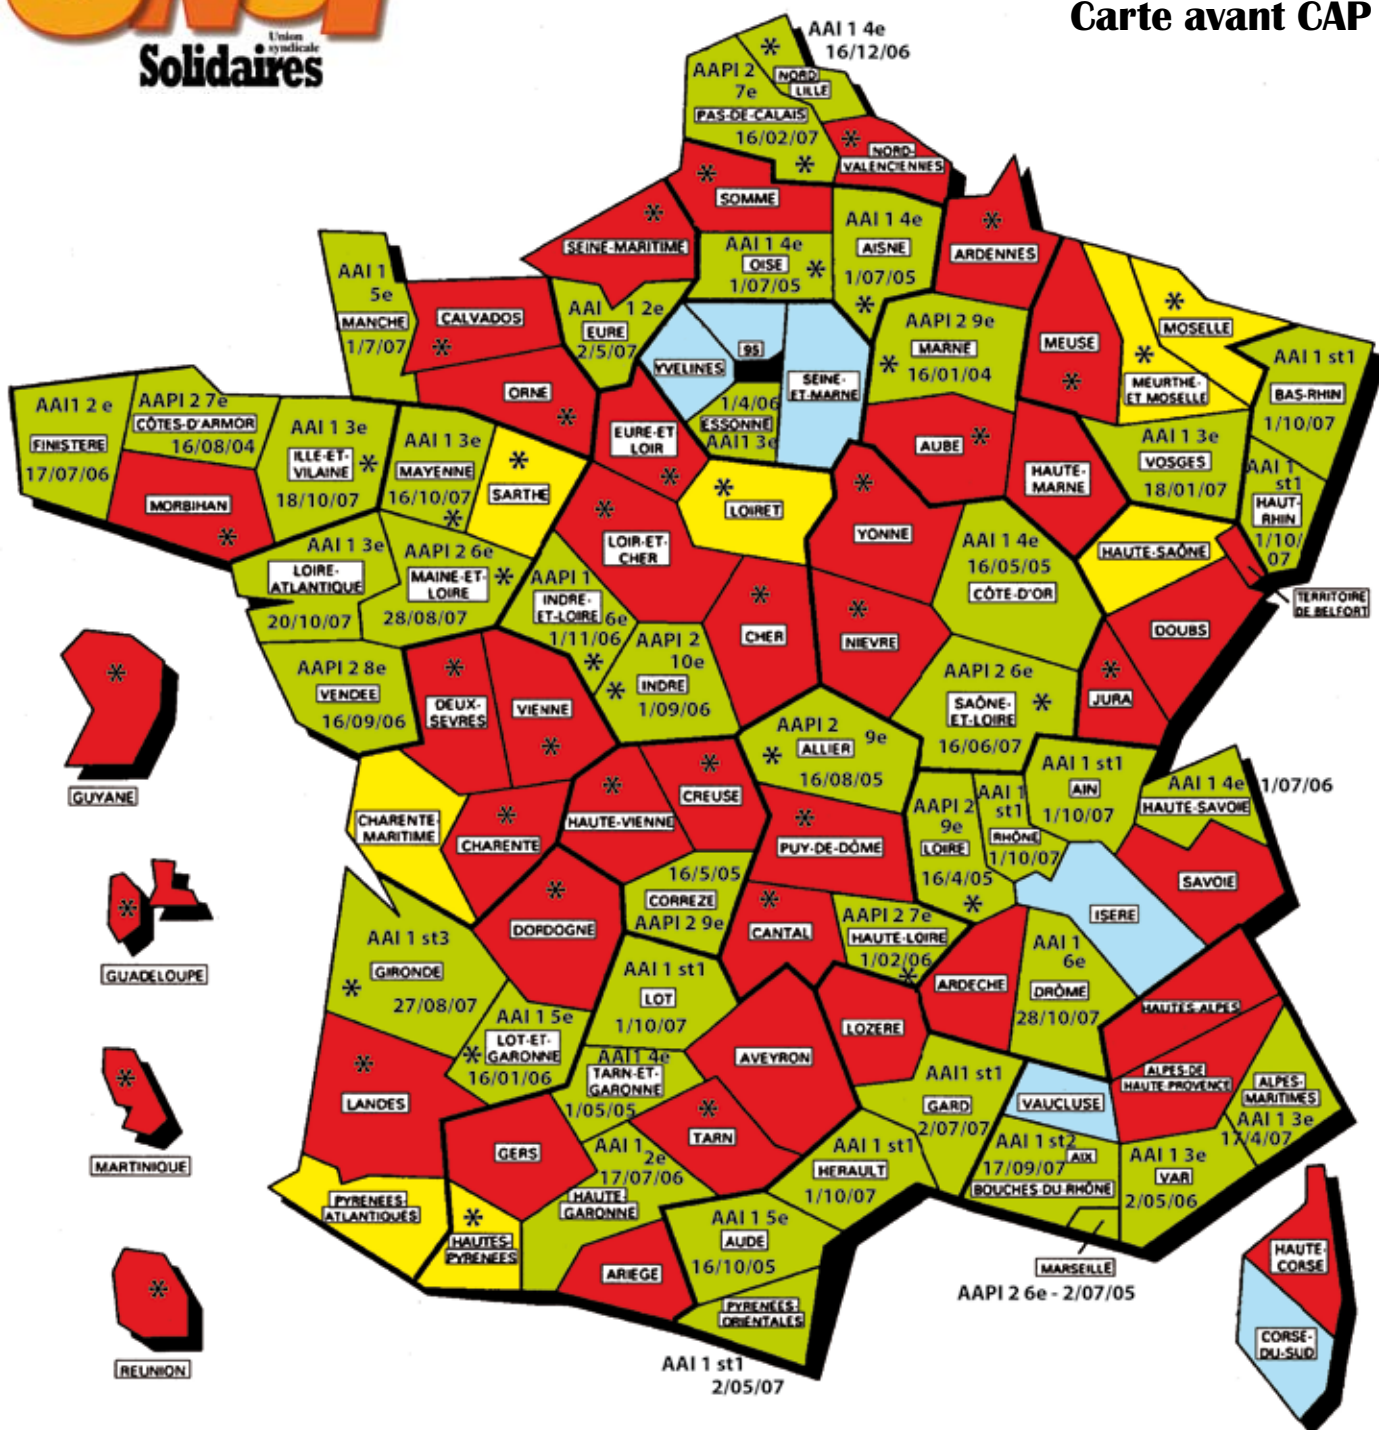 Union
syndicale
Solidaires
Carte avant CAP
AAI 1 4e
16/12/06
NORD
LILLE
AAPI 2
7e
PAS-DE-CALAIS
16/02/07
*
*
NORD-
VALENCIENNES
*
SOMME
*
SEINE-MARITIME
*
AAI 1 4e
OISE
1/07/05
*
AAI 1 4e
AISNE
1/07/05
*
ARDENNES
*
AAI 1
5e
MANCHE
1/7/07
CALVADOS
*
AAI 1 2e
EURE
2/5/07
YVELINES
95
1/4/06
ESSONNE
AAI1 3e
SEINE-
ET-MARNE
AAPI 2 9e
MARNE
16/01/04
*
MEUSE
*
MEURTHE-
ET MOSELLE
*
MOSELLE
*
AAI 1 st1
BAS-RHIN
1/10/07
AAI 1
st1
HAUT-
RHIN
1/10/
07
AAI1 2 e
FINISTERE
17/07/06
AAPI 2 7e
CÔTES-D'ARMOR
16/08/04
MORBIHAN
*
AAI 1 3e
ILLE-ET-
VILAINE
18/10/07
*
AAI 1 3e
MAYENNE
16/10/07
*
SARTHE
*
ORNE
*
EURE-ET
LOIR
*
LOIRET
*
LOIR-ET-
CHER
*
AUBE
*
HAUTE-
MARNE
AAI 1 3e
VOSGES
18/01/07
YONNE
*
HAUTE-SAÔNE
TERRITOIRE
DE BELFORT
AAI 1 3e
LOIRE-
ATLANTIQUE
20/10/07
AAPI 2 6e
MAINE-ET-
LOIRE
28/08/07
*
AAPI 1
INDRE-
ET-LOIRE
6e
1/11/06
*
AAPI 2
10e
INDRE
1/09/06
*
CHER
*
NIEVRE
*
AAI 1 4e
16/05/05
CÔTE-D'OR
DOUBS
JURA
*
AAPI 2 6e
SAÔNE-
ET-LOIRE
16/06/07
*
AAPI 2 8e
VENDEE
16/09/06
DEUX-
SEVRES
*
VIENNE
*
AAPI 2
9e
ALLIER
16/08/05
*
AAI 1 st1
AIN
1/10/07
AAI 1 4e
HAUTE-SAVOIE
1/07/06
GUYANE
*
CHARENTE-
MARITIME
CHARENTE
*
HAUTE-VIENNE
*
CREUSE
*
PUY-DE-DÔME
*
AAPI 2
9e
LOIRE
16/4/05
*
AAI 1
st1
RHÔNE
1/10/07
SAVOIE
ISERE
16/5/05
CORREZE
AAPI 2 9e
DORDOGNE
*
CANTAL
*
AAPI 2 7e
HAUTE-LOIRE
1/02/06
*
GUADELOUPE
*
AAI 1 st3
GIRONDE
27/08/07
*
AAI 1 st1
LOT
1/10/07
ARDECHE
AAI 1
6e
DRÔME
28/10/07
HAUTES-ALPES
AAI 1 5e
LOT-ET-
GARONNE
16/01/06
*
AAI1 4e
TARN-ET-
GARONNE
1/05/05
AVEYRON
LOZERE
LANDES
*
AAI1 st1
GARD
2/07/07
VAUCLUSE
ALPES-DE
HAUTE-PROVENCE
ALPES-
MARITIMES
AAI 1 3e
17/4/07
MARTINIQUE
*
GERS
TARN
*
AAI 1
2e
17/07/06
HAUTE-
GARONNE
AAI 1 st1
HERAULT
1/10/07
AAI 1 st2
17/09/07
AIX
BOUCHES-DU-RHÔNE
AAI 1 3e
VAR
2/05/06
PYRENEES-
ATLANTIQUES
*
HAUTES-
PYRENEES
ARIEGE
AAI 1 5e
AUDE
16/10/05
PYRENEES-
ORIENTALES
MARSEILLE
AAPI 2 6e - 2/07/05
AAI 1 st1
2/05/07
REUNION
*
HAUTE-
CORSE
CORSE-
DU-SUD